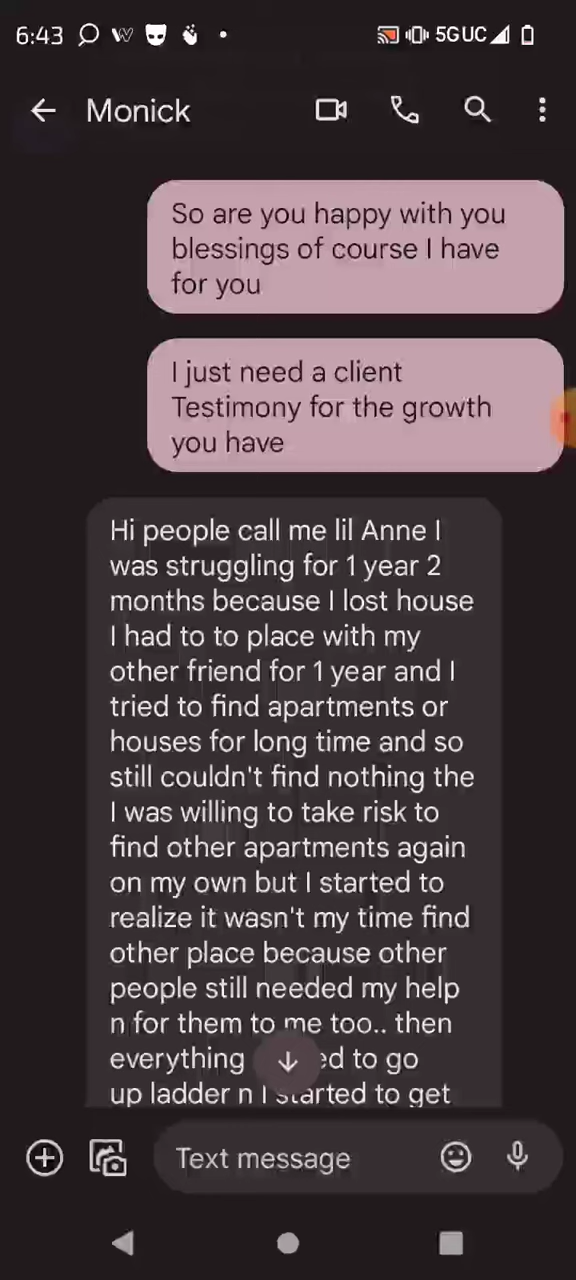 6:43
5G UC
Monick
So are you happy with you
blessings of course I have
for you
I just need a client
Testimony for the growth
you have
Hi people call me lil Anne I
was struggling for 1 year 2
months because I lost house
I had to to place with my
other friend for 1 year and I
tried to find apartments or
houses for long time and so
still couldn't find nothing the
I was willing to take risk to
find other apartments again
on my own but I started to
realize it wasn't my time find
other place because other
people still needed my help
n for them to me too.. then
everything ed to go
up ladder n I started to get
Text message